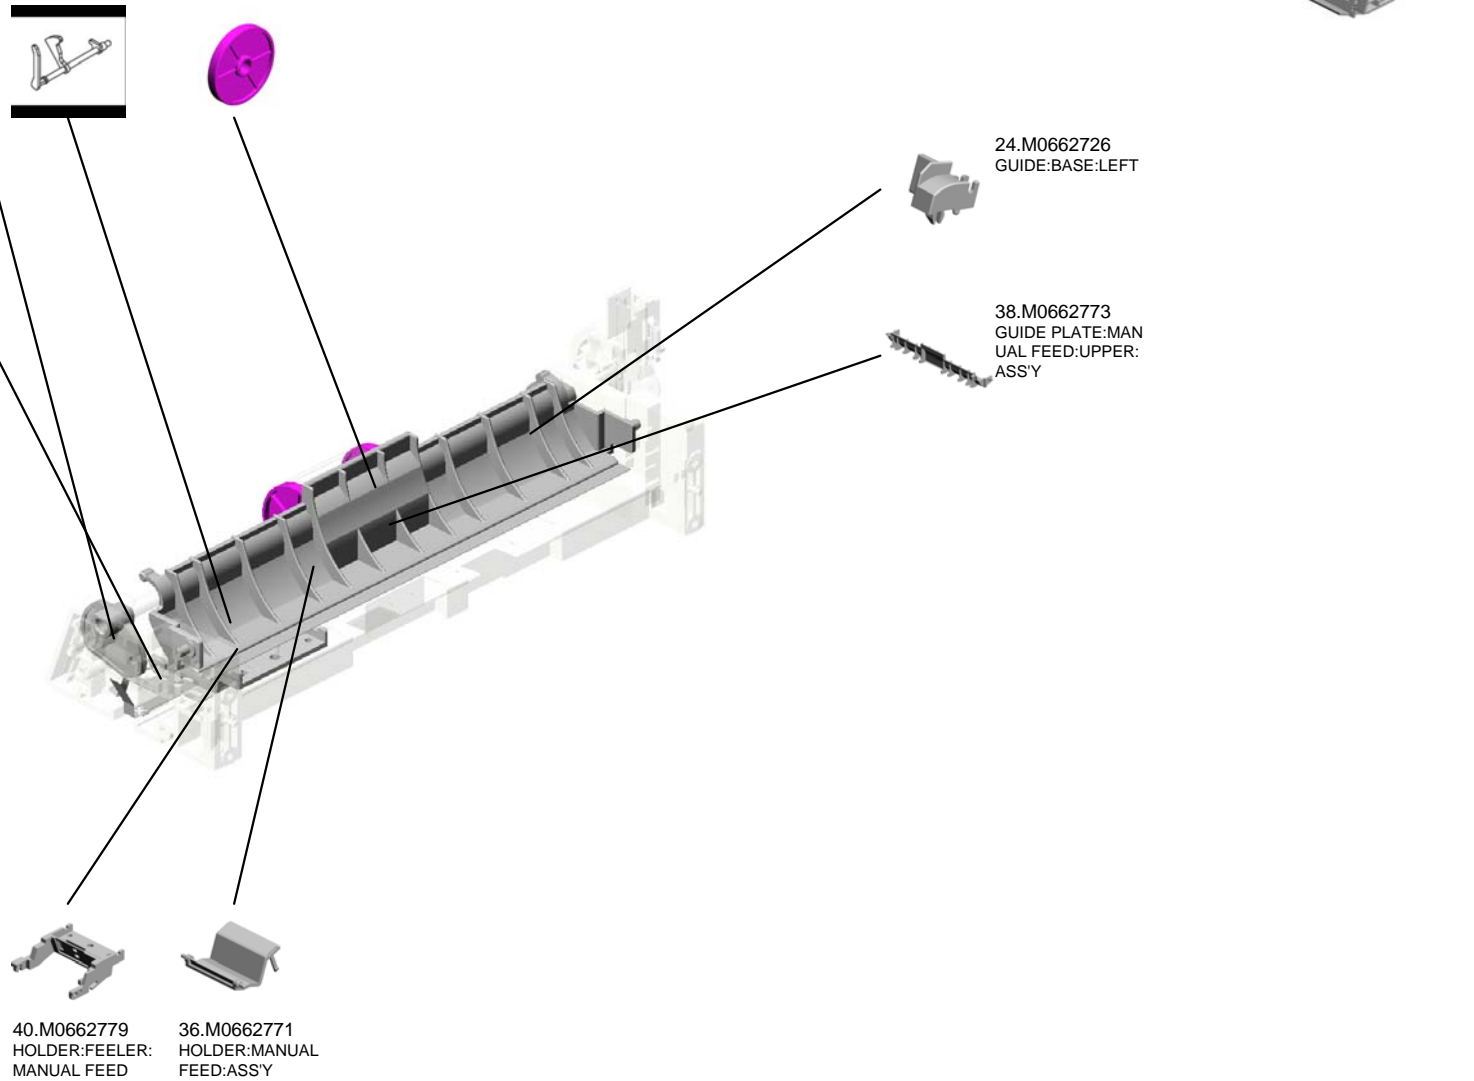 24.M0662726
GUIDE:BASE:LEFT
38.M0662773
GUIDE PLATE:MAN
UAL FEED:UPPER:
ASS'Y
40.M0662779
HOLDER:FEELER:
MANUAL FEED
36.M0662771
HOLDER:MANUAL
FEED:ASS'Y